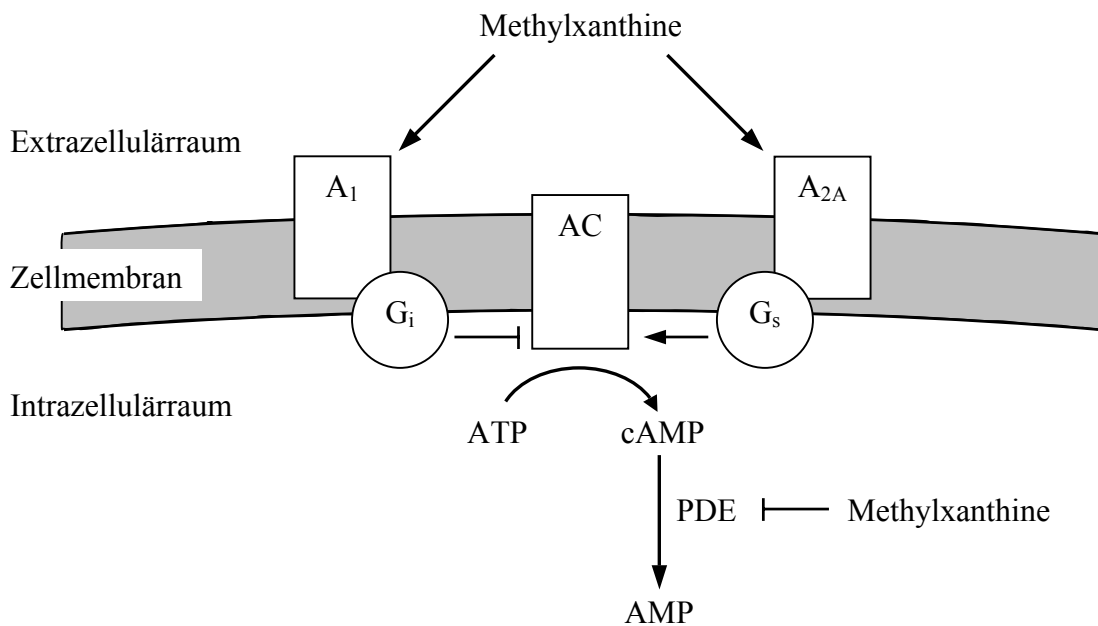 Methylxanthine
Extrazellulärraum
A₁
A₂A
AC
Zellmembran
Gᵢ
Gₛ
Intrazellulärraum
ATP
cAMP
PDE
Methylxanthine
AMP